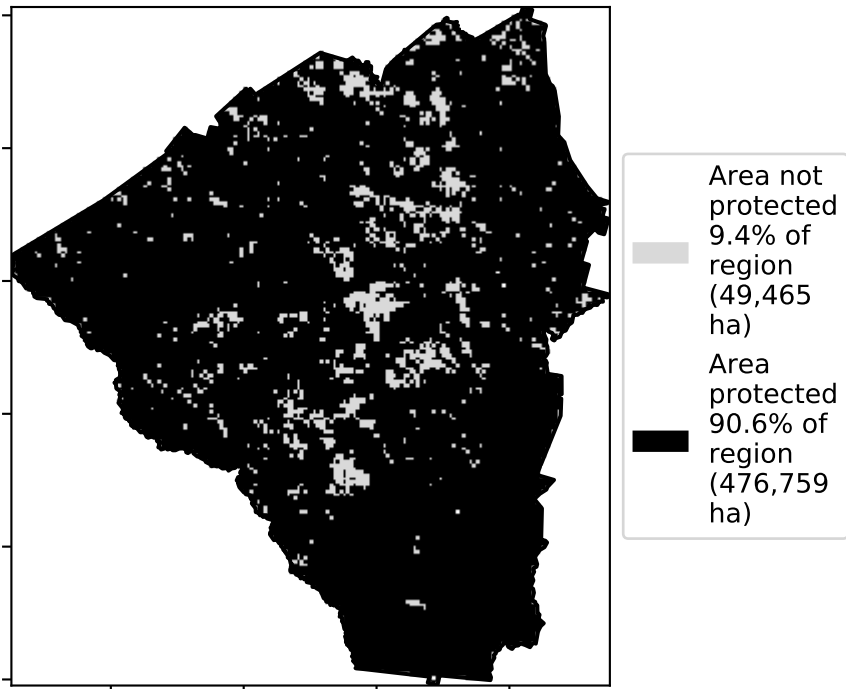 Area not
protected
9.4% of
region
(49,465
ha)
Area
protected
90.6% of
region
(476,759
ha)